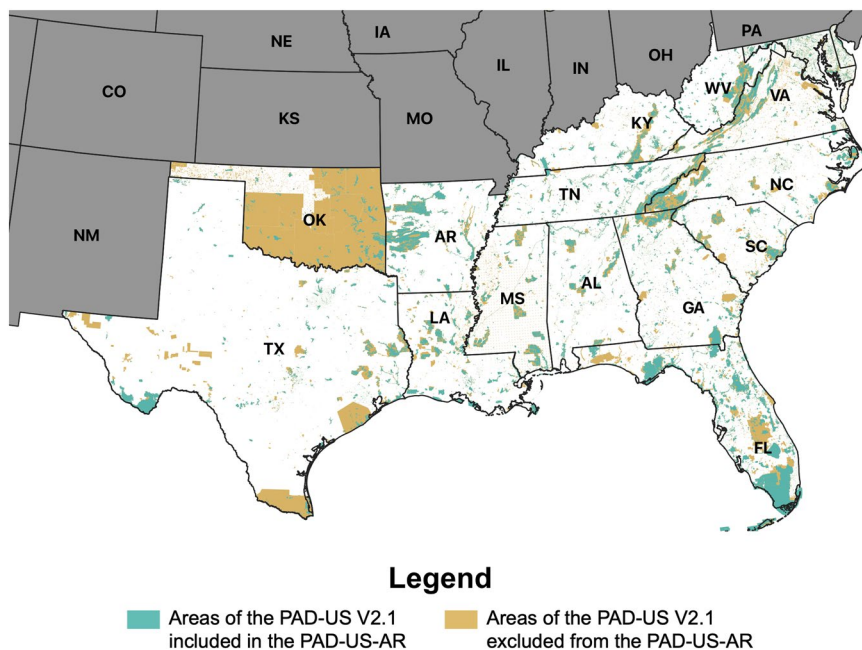 PA
NE
IA
OH
IL
IN
CO
WV
VA
KS
MO
KY
TN
NC
OK
NM
AR
SC
MS
AL
GA
LA
TX
FL
Legend
Areas of the PAD-US V2.1
included in the PAD-US-AR
Areas of the PAD-US V2.1
excluded from the PAD-US-AR